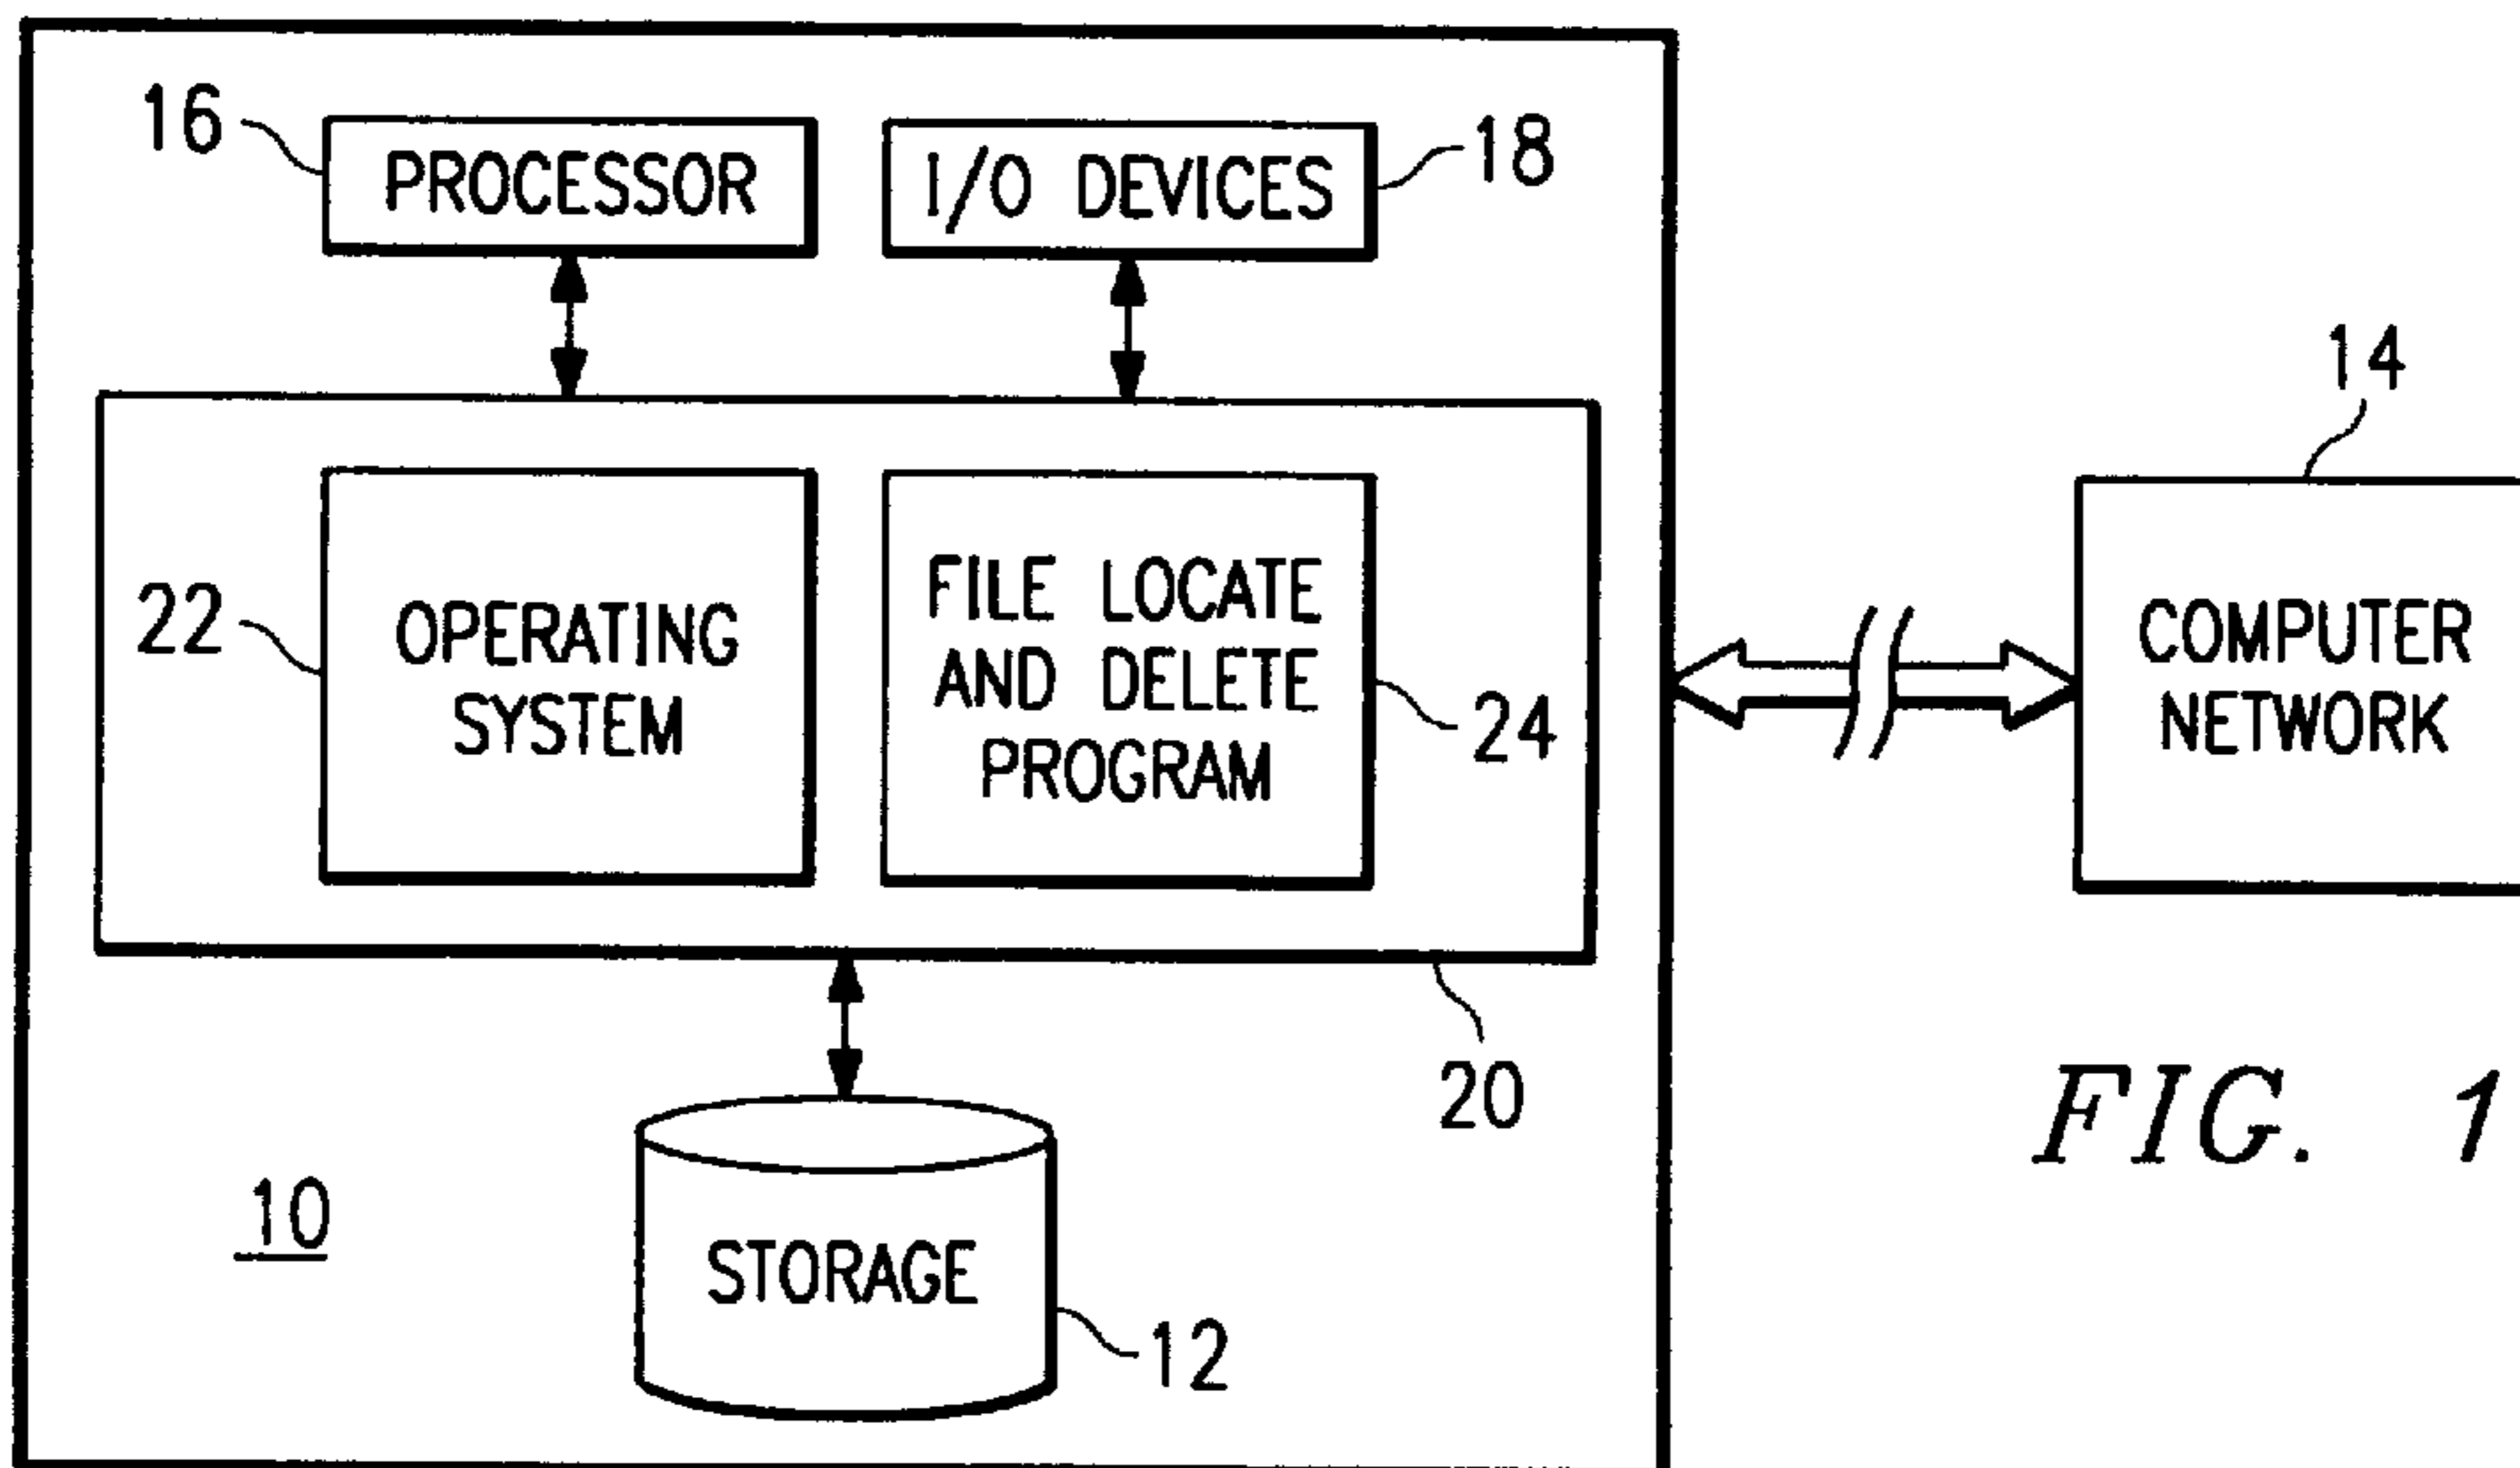 16
PROCESSOR
I/O DEVICES
18
14
22
OPERATING
SYSTEM
FILE LOCATE
AND DELETE
PROGRAM
24
COMPUTER
NETWORK
20
FIG. 1
10
STORAGE
12